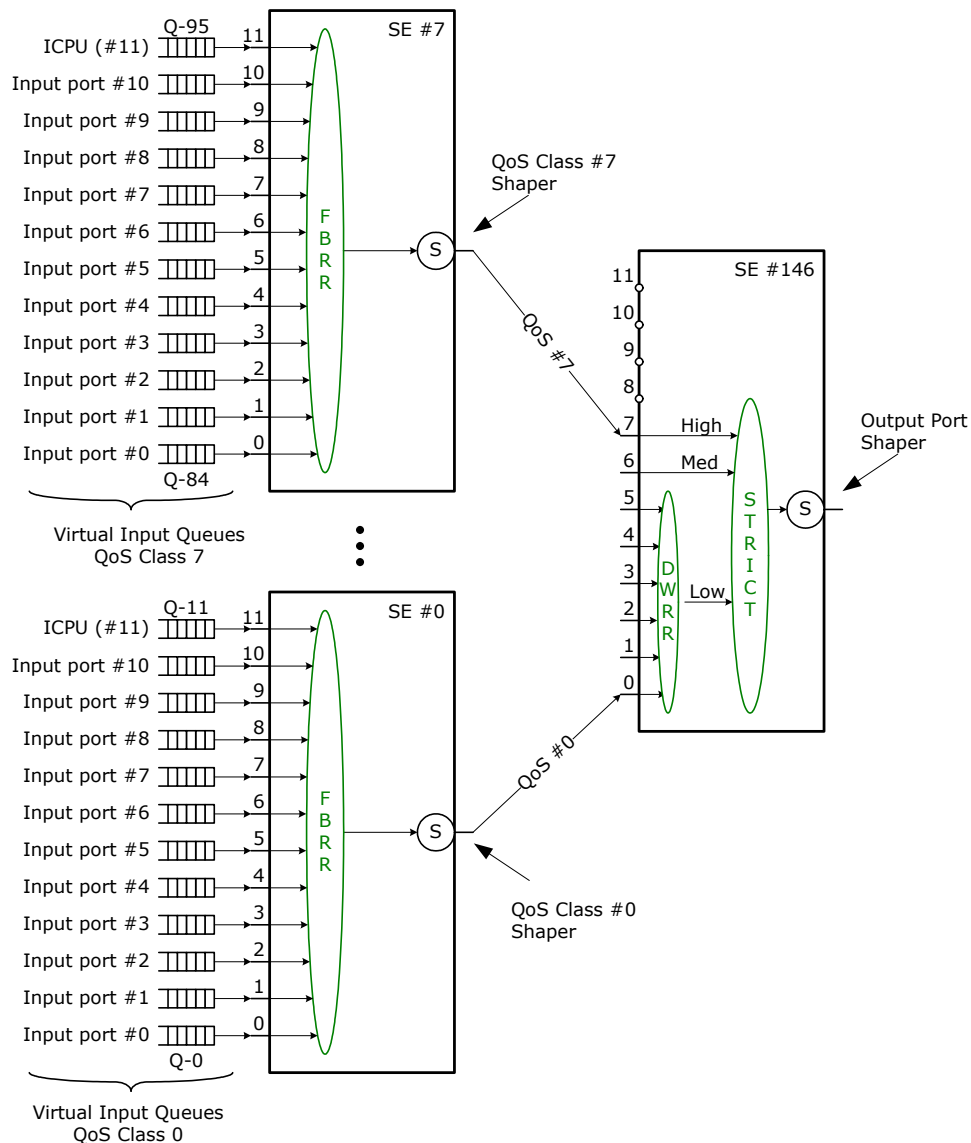 Q-95
SE #7
ICPU (#11)
11
Input port #10
10
Input port #9
9
Input port #8
8
Input port #7
7
Input port #6
6
Input port #5
5
Input port #4
4
Input port #3
3
Input port #2
2
Input port #1
1
Input port #0
0
Q-84
F
B
R
R
S
Virtual Input Queues
QoS Class 7
QoS Class #7
Shaper
QoS #7
Q-11
SE #0
ICPU (#11)
11
Input port #10
10
Input port #9
9
Input port #8
8
Input port #7
7
Input port #6
6
Input port #5
5
Input port #4
4
Input port #3
3
Input port #2
2
Input port #1
1
Input port #0
0
Q-0
F
B
R
R
S
Virtual Input Queues
QoS Class 0
QoS #0
QoS Class #0
Shaper
SE #146
11
10
9
8
7
High
6
Med
5
4
3
2
1
0
D
W
R
R
Low
S
T
R
I
C
T
S
Output Port
Shaper